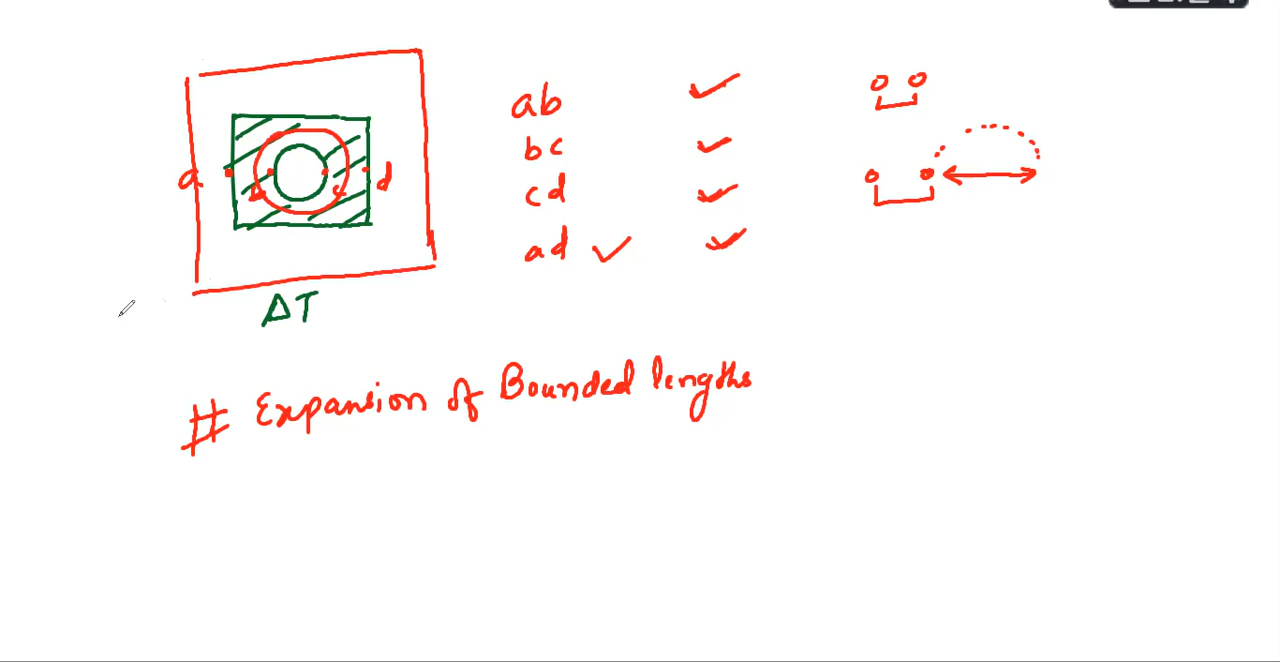 a
b
c
d
ab ✓
bc ✓
cd ✓
ad ✓ ✓
ΔT
# Expansion of Bounded lengths